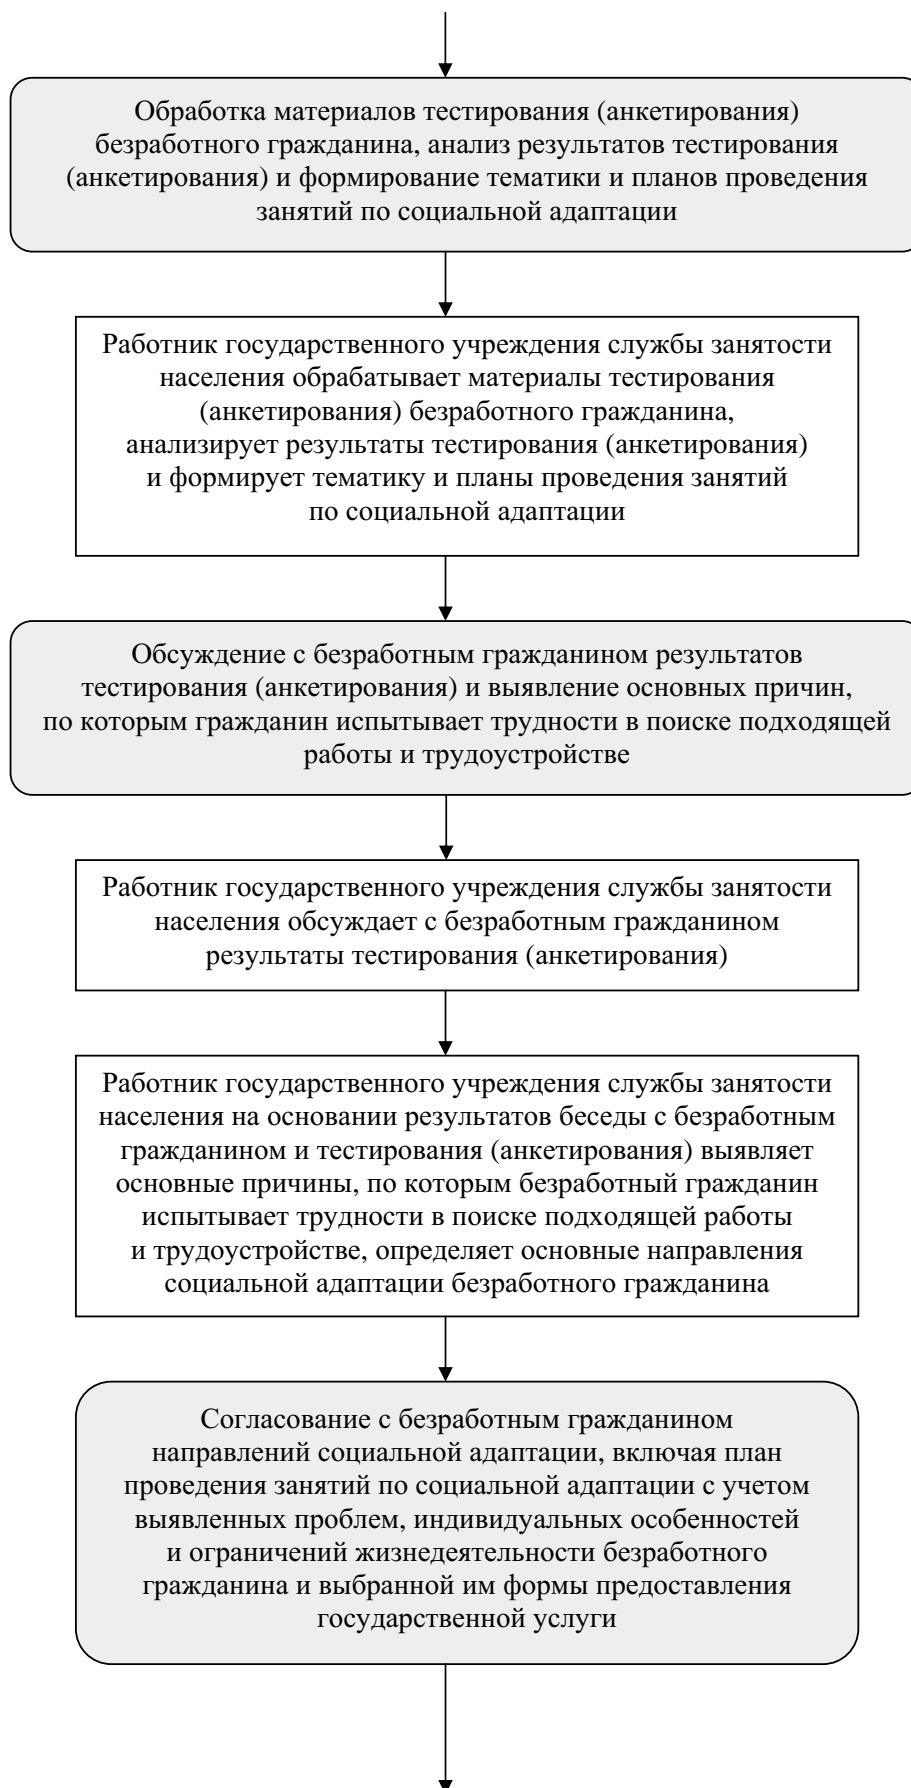 Обработка материалов тестирования (анкетирования)
безработного гражданина, анализ результатов тестирования
(анкетирования) и формирование тематики и планов проведения
занятий по социальной адаптации
Работник государственного учреждения службы занятости
населения обрабатывает материалы тестирования
(анкетирования) безработного гражданина,
анализирует результаты тестирования (анкетирования)
и формирует тематику и планы проведения занятий
по социальной адаптации
Обсуждение с безработным гражданином результатов
тестирования (анкетирования) и выявление основных причин,
по которым гражданин испытывает трудности в поиске подходящей
работы и трудоустройстве
Работник государственного учреждения службы занятости
населения обсуждает с безработным гражданином
результаты тестирования (анкетирования)
Работник государственного учреждения службы занятости
населения на основании результатов беседы с безработным
гражданином и тестирования (анкетирования) выявляет
основные причины, по которым безработный гражданин
испытывает трудности в поиске подходящей работы
и трудоустройстве, определяет основные направления
социальной адаптации безработного гражданина
Согласование с безработным гражданином
направлений социальной адаптации, включая план
проведения занятий по социальной адаптации с учетом
выявленных проблем, индивидуальных особенностей
и ограничений жизнедеятельности безработного
гражданина и выбранной им формы предоставления
государственной услуги